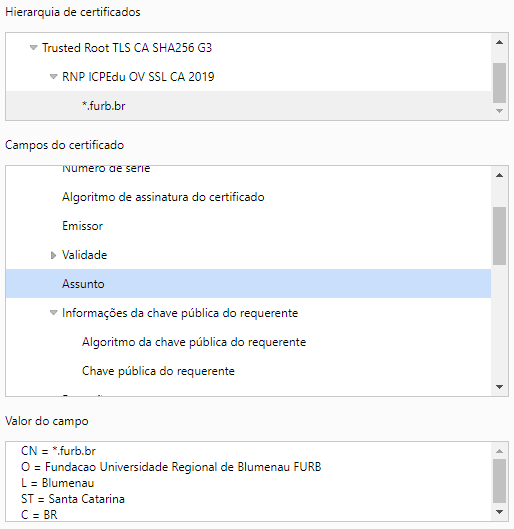 Hierarquia de certificados
Trusted Root TLS CA SHA256 G3
RNP ICPEdu OV SSL CA 2019
*.furb.br
Campos do certificado
Número de série
Algoritmo de assinatura do certificado
Emissor
Validade
Assunto
Informações da chave pública do requerente
Algoritmo da chave pública do requerente
Chave pública do requerente
Valor do campo
CN = *.furb.br
O = Fundacao Universidade Regional de Blumenau FURB
L = Blumenau
ST = Santa Catarina
C = BR